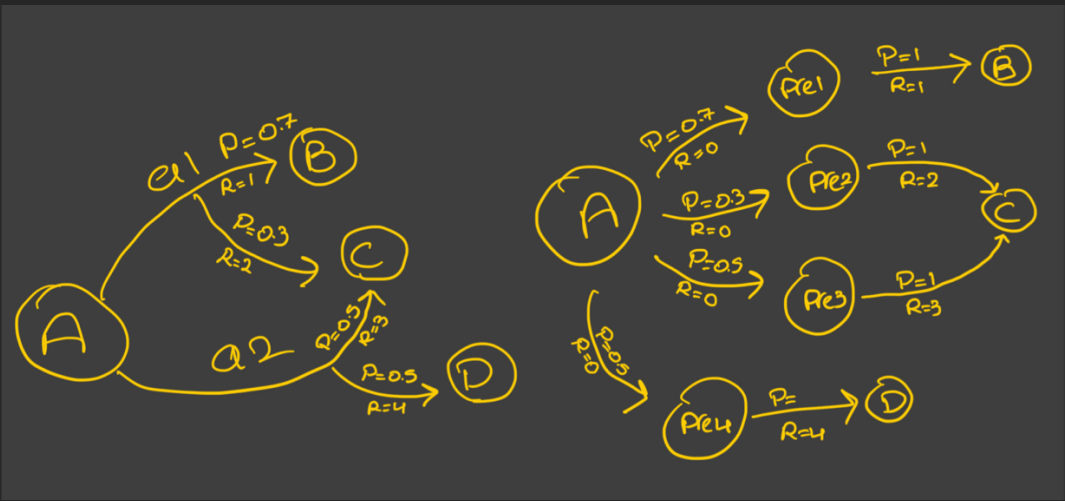 a1
P=0.7
R=1
B
P=0.3
R=2
C
A
a2
P=0.5
R=3
P=0.5
R=4
D
P=0.7
R=0
Pre1
P=1
R=1
B
A
P=0.3
R=0
Pre2
P=1
R=2
C
P=0.5
R=0
Pre3
P=1
R=3
P=0.5
R=0
Pre4
P=
R=4
D